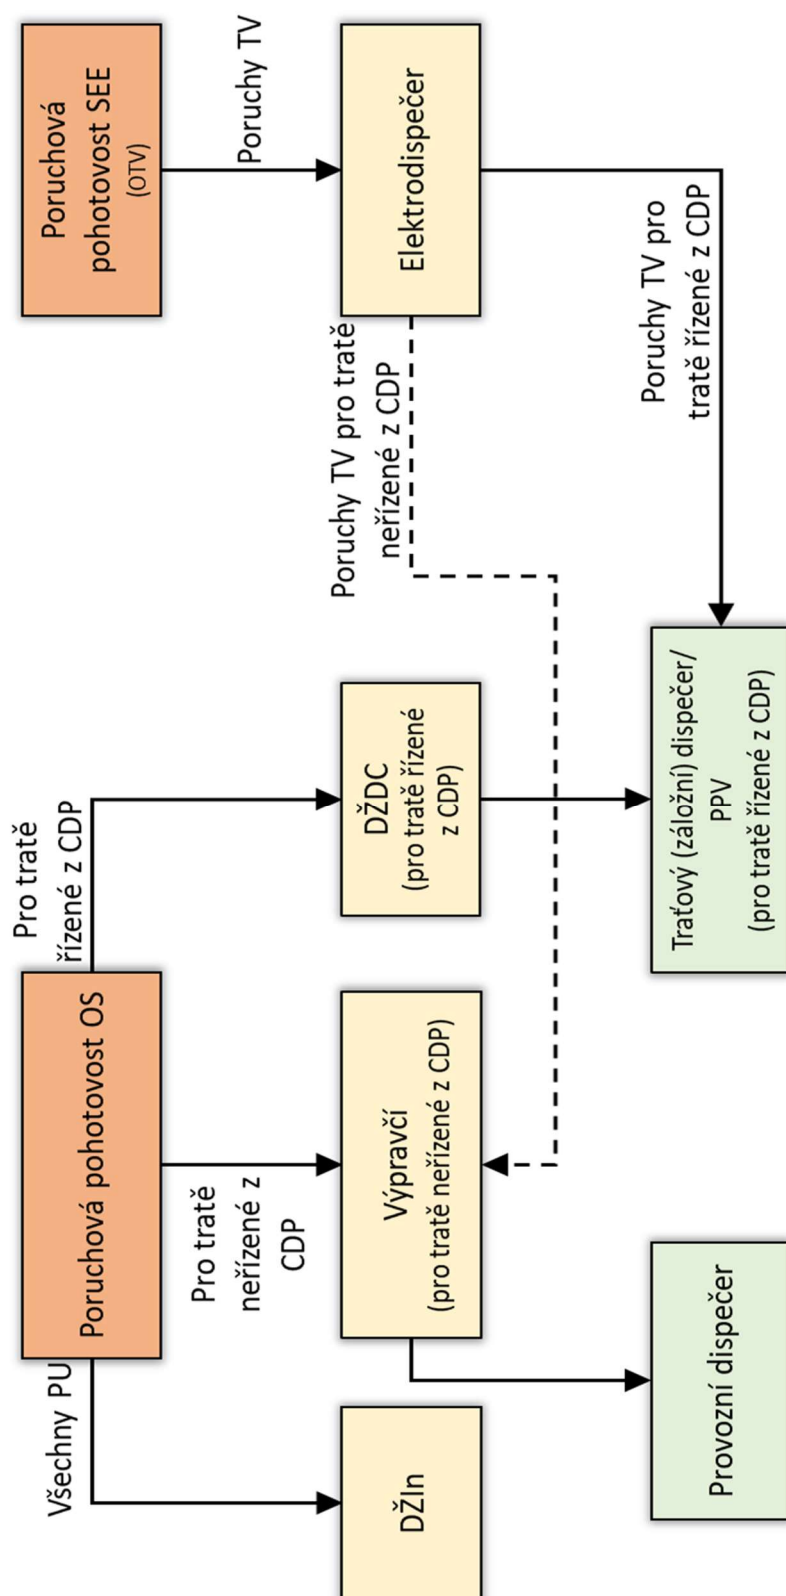 Všechny PU
Poruchová pohotovost OS
Pro tratě
řízené z CDP
Poruchová
pohotovost SEE
(OTV)
Pro tratě
neřízené z
CDP
Poruchy TV
DŽIn
Výpravčí
(pro tratě neřízené z CDP)
DŽDC
(pro tratě řízené
z CDP)
Poruchy TV pro tratě
neřízené z CDP
Elektrodispečer
Provozní dispečer
Traťový (záložní) dispečer/
PPV
(pro tratě řízené z CDP)
Poruchy TV pro
tratě řízené z CDP